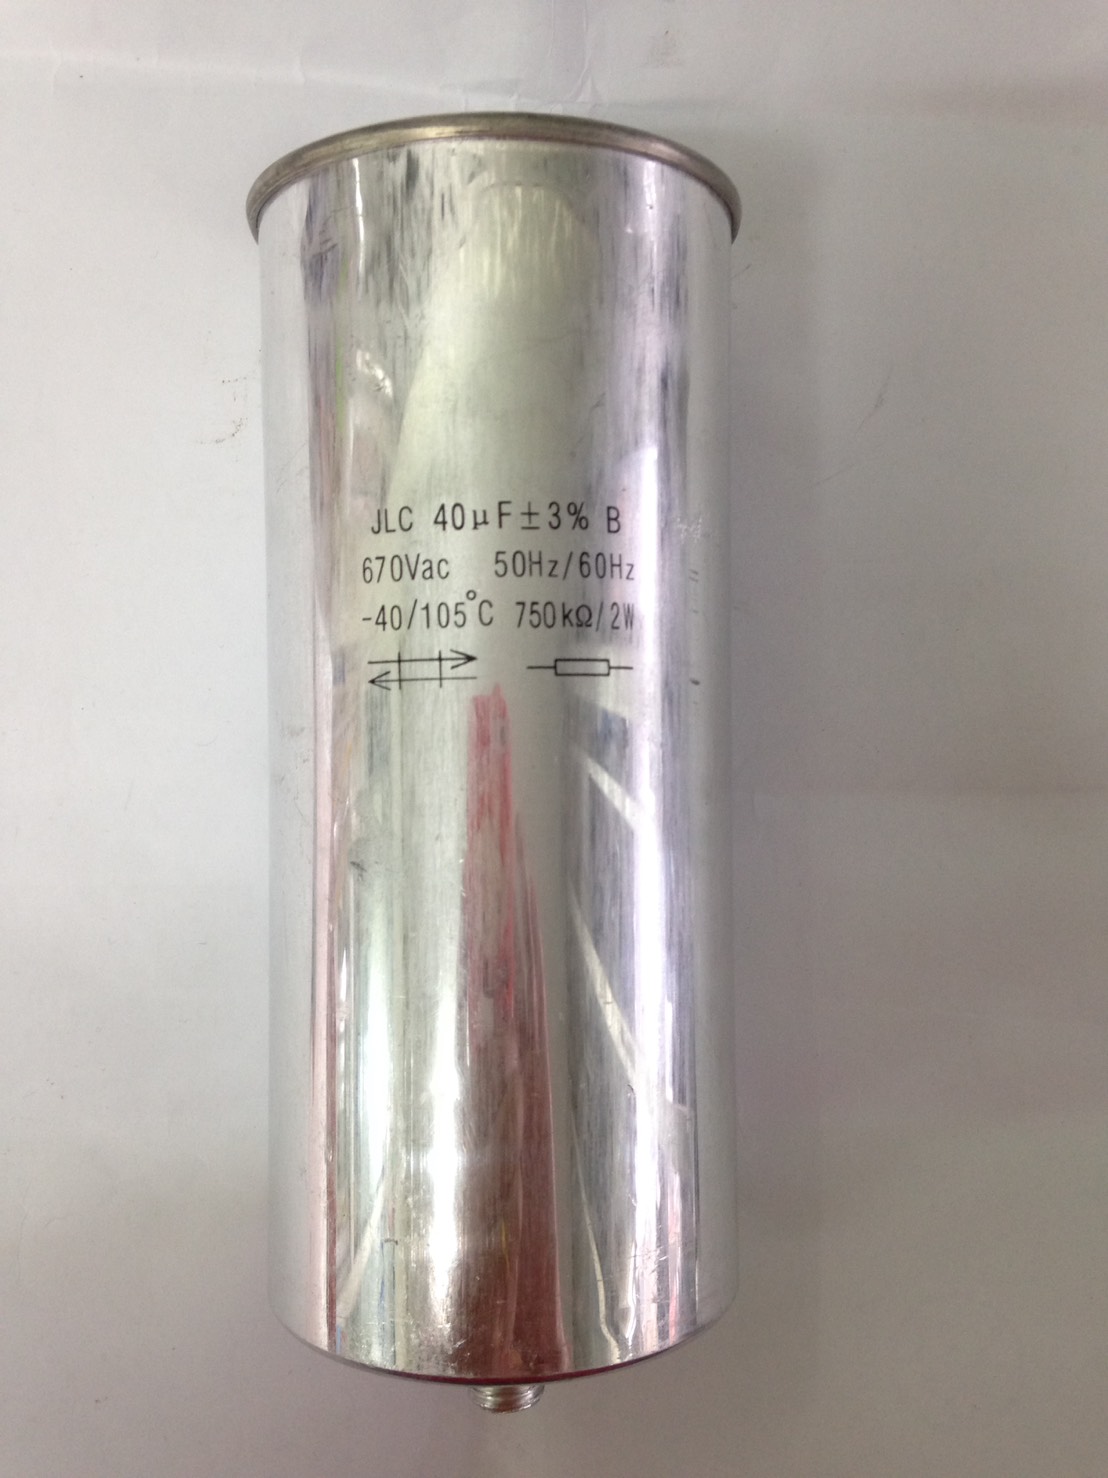 JLC 40μF±3% B
670Vac 50Hz/60Hz
-40/105°C 750kΩ/2W